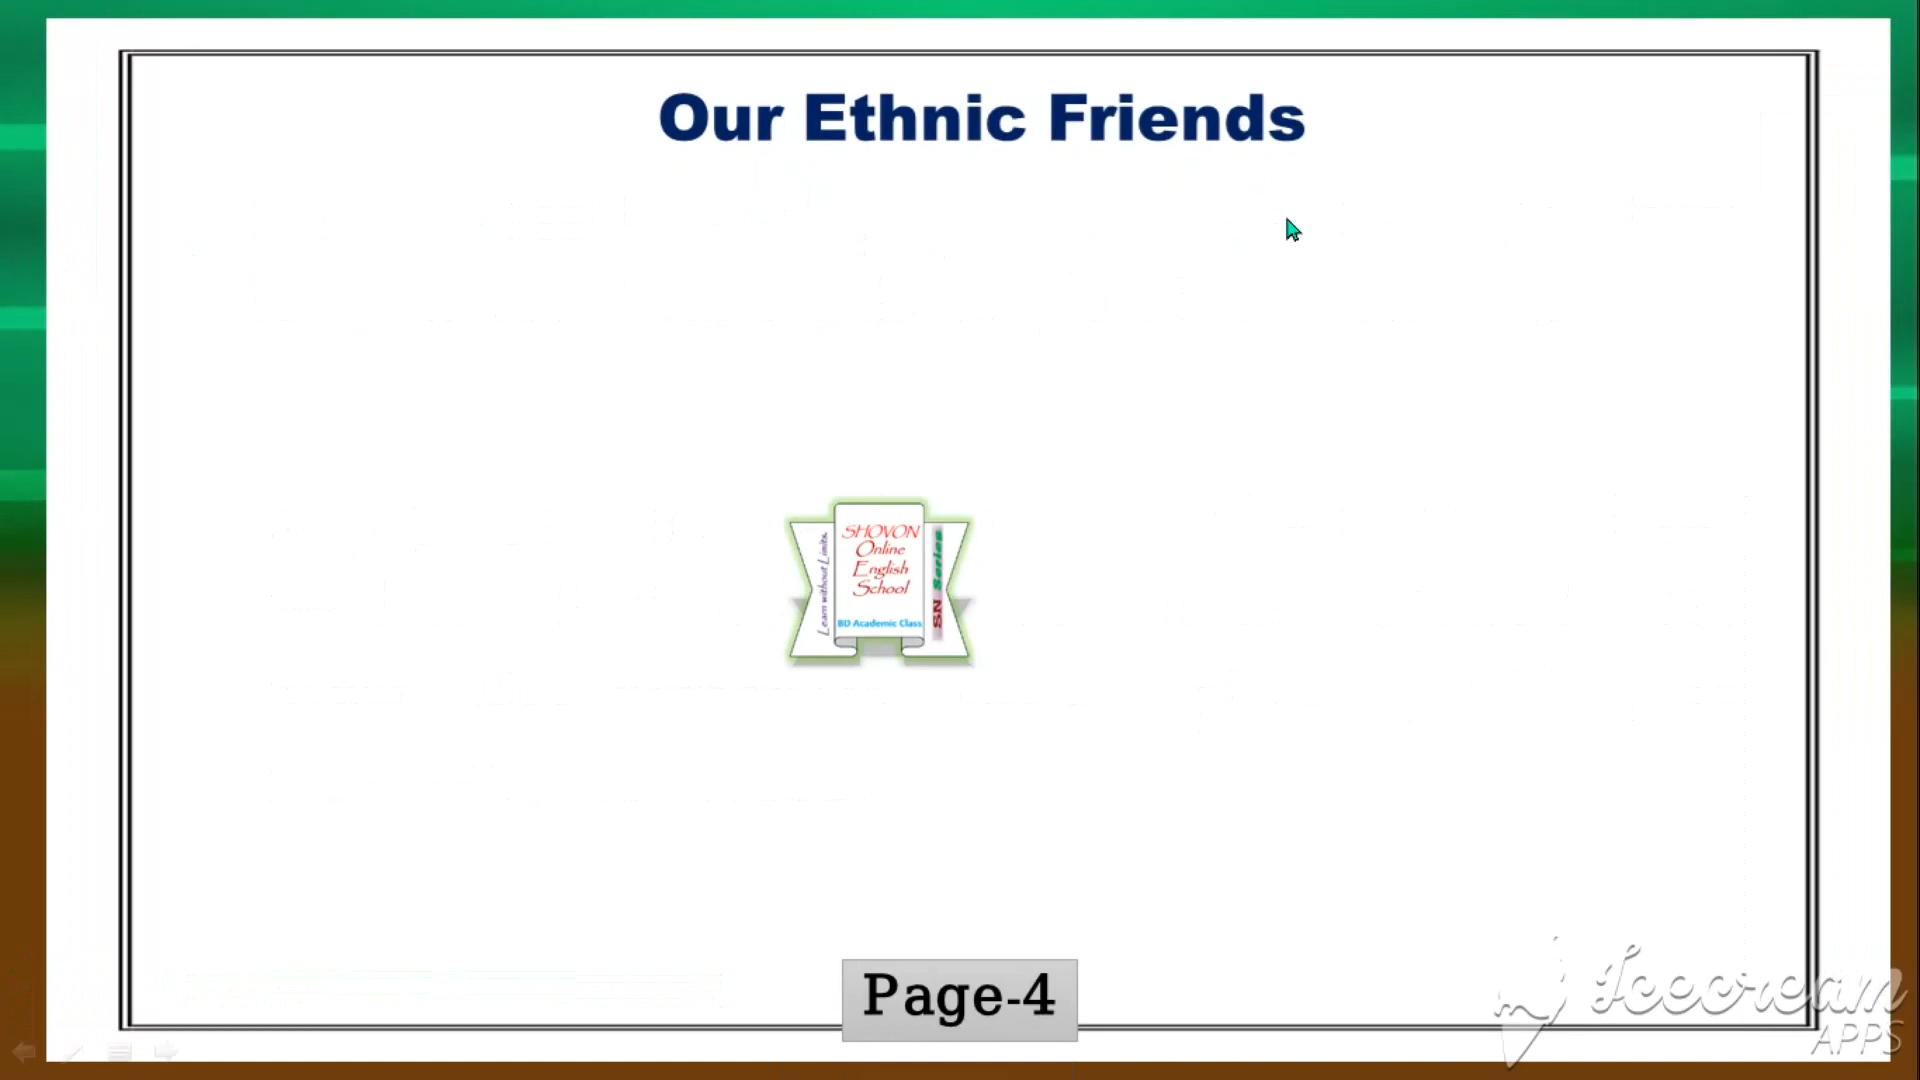 Our Ethnic Friends
Learn without Limits.
SHOVON
Online
English
School
BD Academic Class
SN Series
Page-4
Icecream
APPS